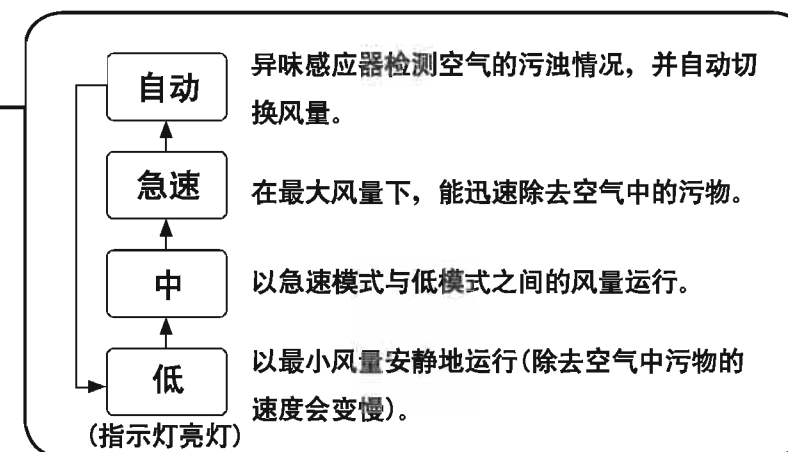 自动
异味感应器检测空气的污浊情况，并自动切
换风量。
急速
在最大风量下，能迅速除去空气中的污物。
中
以急速模式与低模式之间的风量运行。
低
以最小风量安静地运行(除去空气中污物的
速度会变慢)。
(指示灯亮灯)